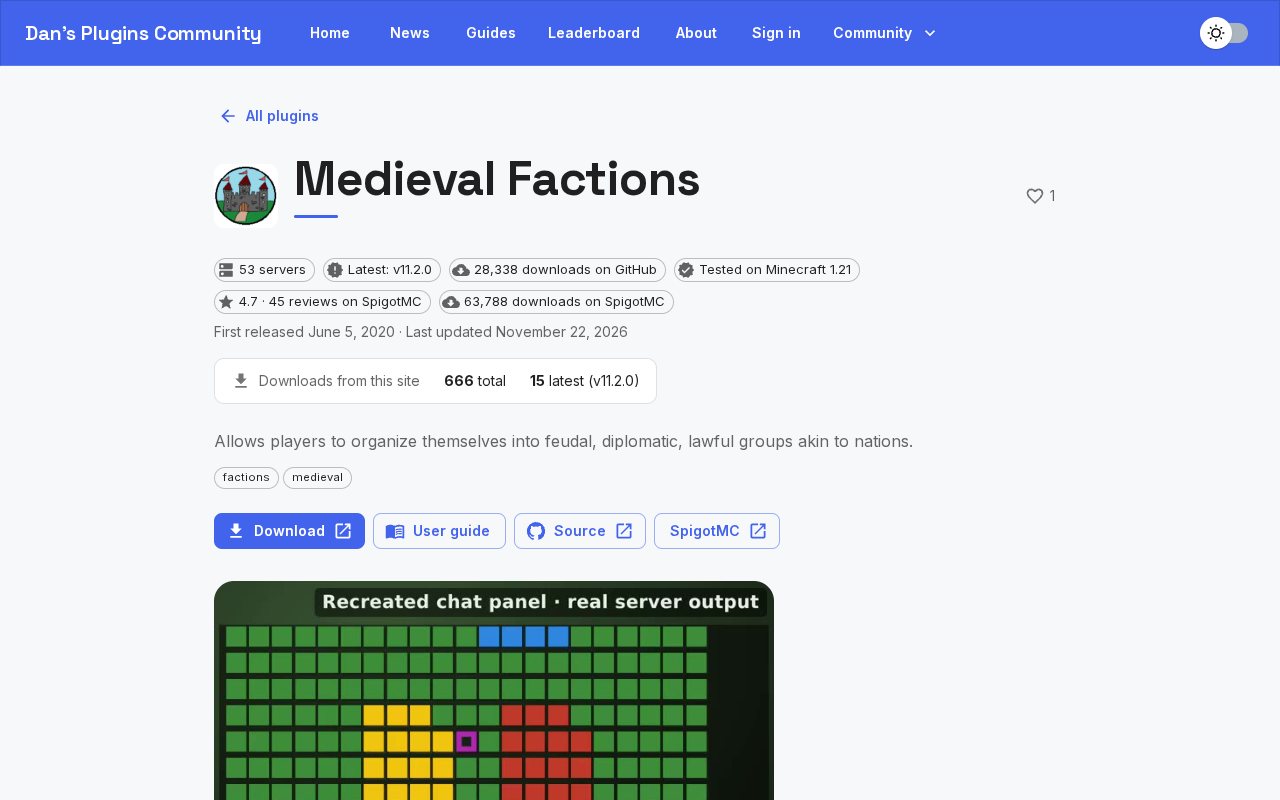 Dan's Plugins Community Home News Guides Leaderboard About Sign in Community
All plugins
Medieval Factions
1
53 servers Latest: v11.2.0 28,338 downloads on GitHub Tested on Minecraft 1.21
4.7 · 45 reviews on SpigotMC 63,788 downloads on SpigotMC
First released June 5, 2020 · Last updated November 22, 2026
Downloads from this site 666 total 15 latest (v11.2.0)
Allows players to organize themselves into feudal, diplomatic, lawful groups akin to nations.
factions medieval
Download User guide Source SpigotMC
Recreated chat panel · real server output